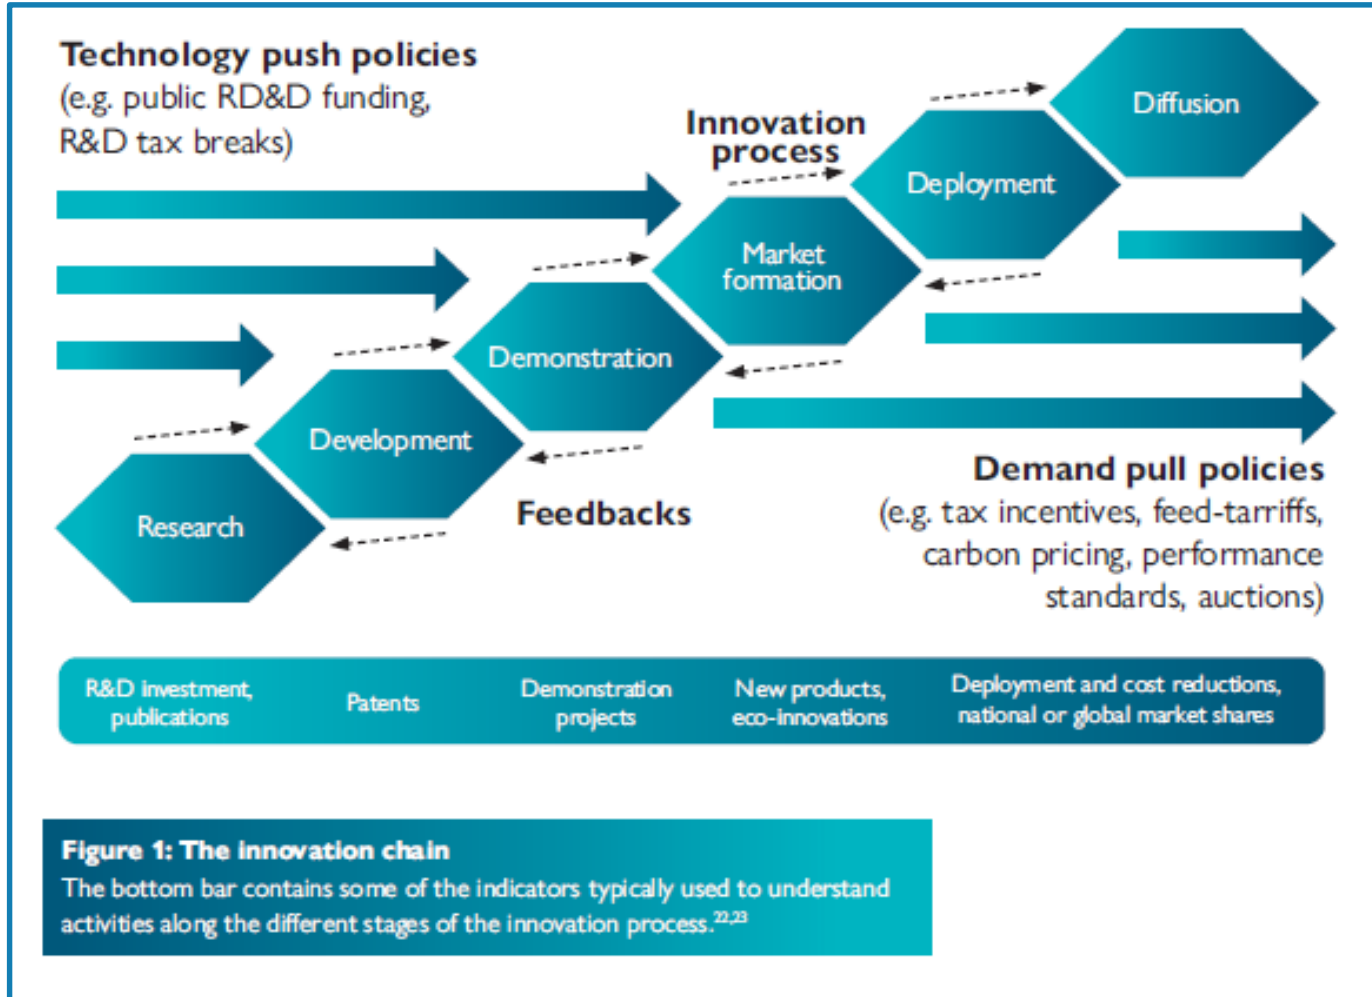 Technology push policies
(e.g. public RD&D funding,
R&D tax breaks)
Innovation
process
Diffusion
Deployment
Market
formation
Demonstration
Development
Research
Feedbacks
Demand pull policies
(e.g. tax incentives, feed-tarriffs,
carbon pricing, performance
standards, auctions)
R&D investment,
publications
Patents
Demonstration
projects
New products,
eco-innovations
Deployment and cost reductions,
national or global market shares
Figure 1: The innovation chain
The bottom bar contains some of the indicators typically used to understand
activities along the different stages of the innovation process.22,23